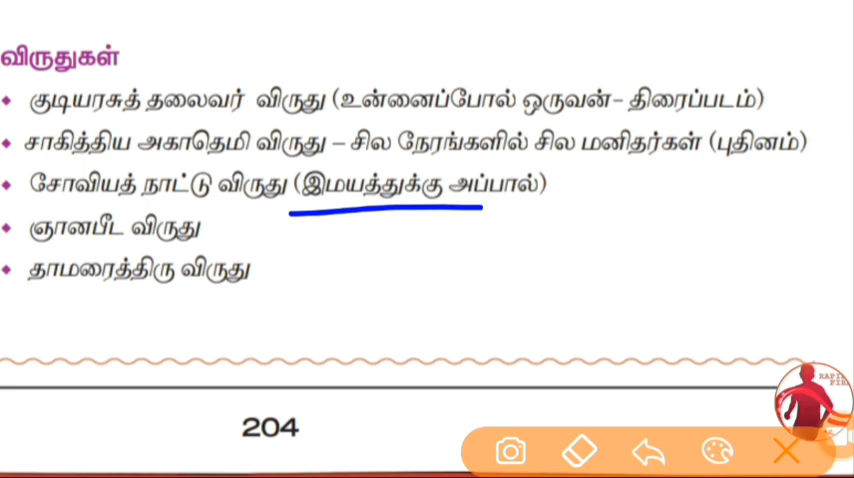 விருதுகள்
◆ குடியரசுத் தலைவர் விருது (உன்னைப்போல் ஒருவன்- திரைப்படம்)
◆ சாகித்திய அகாதெமி விருது – சில நேரங்களில் சில மனிதர்கள் (புதினம்)
◆ சோவியத் நாட்டு விருது (இமயத்துக்கு அப்பால்)
◆ ஞானபீட விருது
◆ தாமரைத்திரு விருது
204